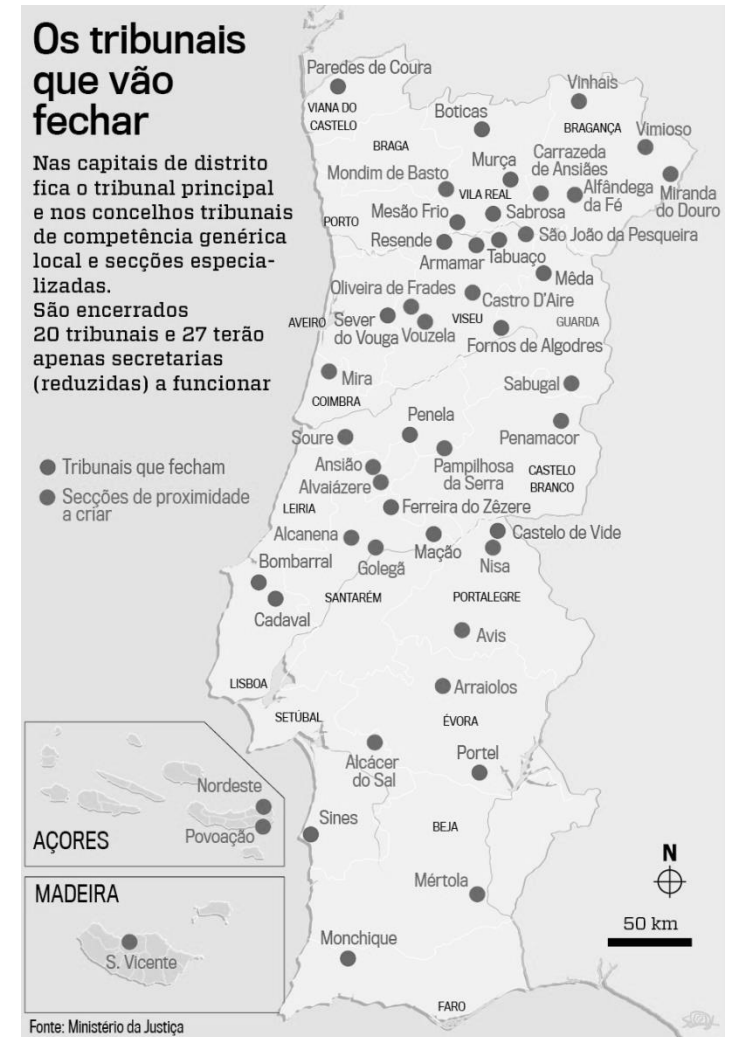 Os tribunais
que vão
fechar
Nas capitais de distrito
fica o tribunal principal
e nos concelhos tribunais
de competência genérica
local e secções especia-
lizadas.
São encerrados
20 tribunais e 27 terão
apenas secretarias
(reduzidas) a funcionar
Tribunais que fecham
Secções de proximidade
a criar
Paredes de Coura
VIANA DO
CASTELO
Vinhais
Boticas
BRAGANÇA
Vimioso
BRAGA
Murça
Carrazeda
de Ansiães
Mondim de Basto
VILA REAL
Alfândega
da Fé
Miranda
do Douro
PORTO
Mesão Frio
Sabrosa
Resende
São João da Pesqueira
Armamar
Tabuaço
Mêda
Oliveira de Frades
Castro D'Aire
AVEIRO
Sever
do Vouga
Vouzela
VISEU
GUARDA
Fornos de Algodres
Mira
Sabugal
COIMBRA
Penela
Soure
Penamacor
Ansião
Pampilhosa
da Serra
CASTELO
BRANCO
Alvaiázere
LEIRIA
Ferreira do Zêzere
Alcanena
Mação
Castelo de Vide
Golegã
Nisa
Bombarral
SANTARÉM
PORTALEGRE
Cadaval
Avis
LISBOA
Arraiolos
SETÚBAL
ÉVORA
Alcácer
do Sal
Portel
Nordeste
Povoação
AÇORES
Sines
BEJA
MADEIRA
S. Vicente
Mértola
Monchique
FARO
N
50 km
Fonte: Ministério da Justiça